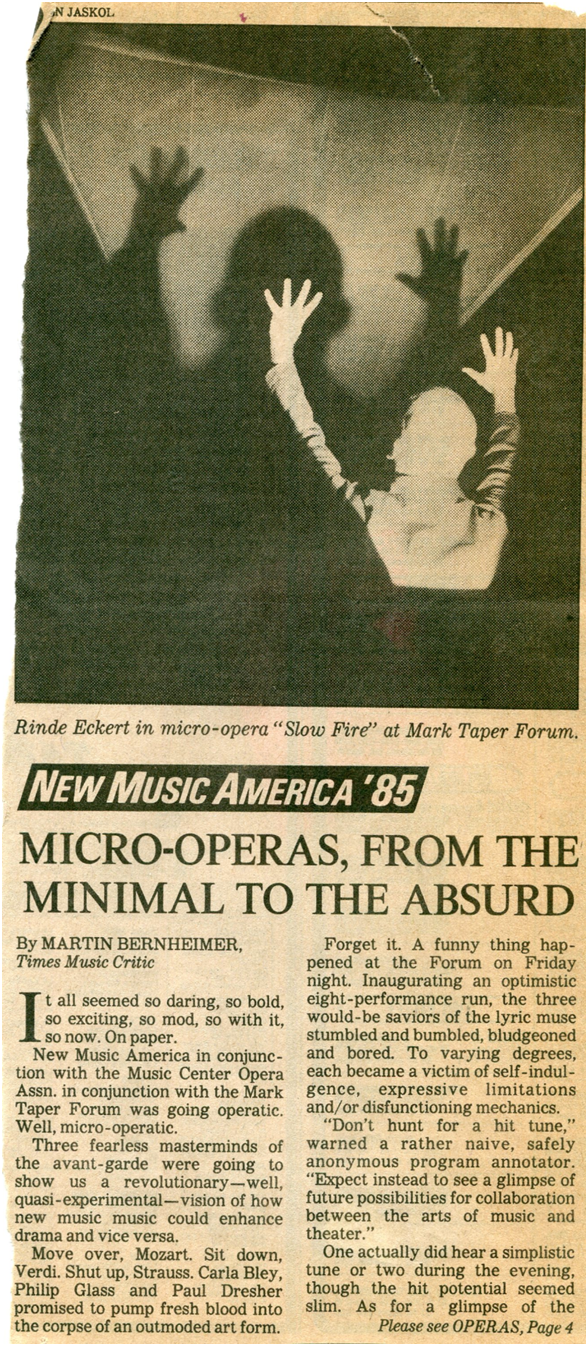 N JASKOL
Rinde Eckert in micro-opera "Slow Fire" at Mark Taper Forum.
NEW MUSIC AMERICA '85
MICRO-OPERAS, FROM THE
MINIMAL TO THE ABSURD
By MARTIN BERNHEIMER,
Times Music Critic
It all seemed so daring, so bold,
so exciting, so mod, so with it,
so now. On paper.
New Music America in conjunc-
tion with the Music Center Opera
Assn. in conjunction with the Mark
Taper Forum was going operatic.
Well, micro-operatic.
Three fearless masterminds of
the avant-garde were going to
show us a revolutionary—well,
quasi-experimental—vision of how
new music music could enhance
drama and vice versa.
Move over, Mozart. Sit down,
Verdi. Shut up, Strauss. Carla Bley,
Philip Glass and Paul Dresher
promised to pump fresh blood into
the corpse of an outmoded art form.
Forget it. A funny thing hap-
pened at the Forum on Friday
night. Inaugurating an optimistic
eight-performance run, the three
would-be saviors of the lyric muse
stumbled and bumbled, bludgeoned
and bored. To varying degrees,
each became a victim of self-indul-
gence, expressive limitations
and/or disfunctioning mechanics.
"Don't hunt for a hit tune,"
warned a rather naive, safely
anonymous program annotator.
"Expect instead to see a glimpse of
future possibilities for collaboration
between the arts of music and
theater."
One actually did hear a simplistic
tune or two during the evening,
though the hit potential seemed
slim. As for a glimpse of the
Please see OPERAS, Page 4